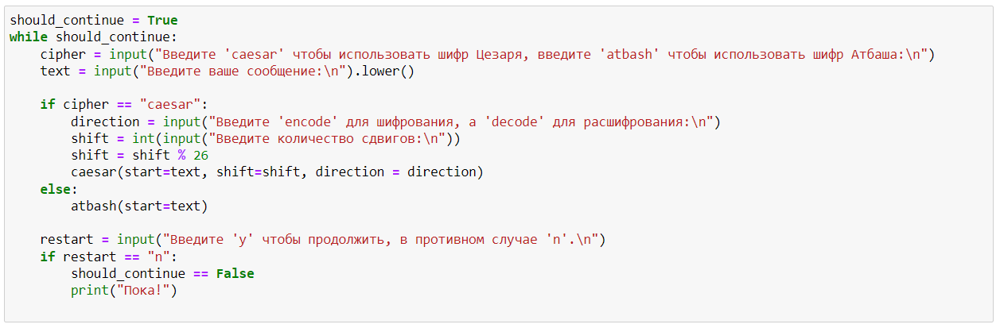 should_continue = True
while should_continue:
    cipher = input("Введите 'caesar' чтобы использовать шифр Цезаря, введите 'atbash' чтобы использовать шифр Атбаша:\n")
    text = input("Введите ваше сообщение:\n").lower()
    if cipher == "caesar":
        direction = input("Введите 'encode' для шифрования, а 'decode' для расшифрования:\n")
        shift = int(input("Введите количество сдвигов:\n"))
        shift = shift % 26
        caesar(start=text, shift=shift, direction = direction)
    else:
        atbash(start=text)
    restart = input("Введите 'y' чтобы продолжить, в противном случае 'n'.\n")
    if restart == "n":
        should_continue == False
        print("Пока!")